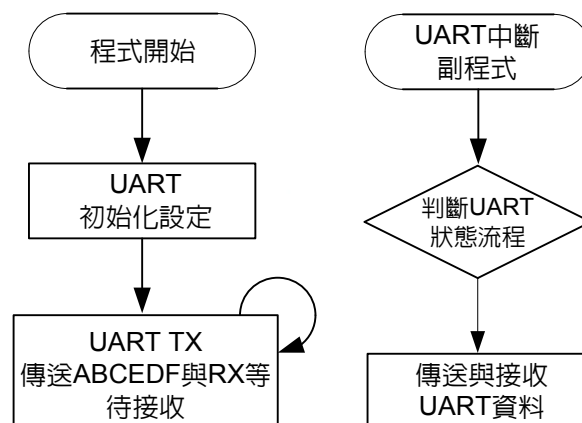 程式開始
UART
初始化設定
UART TX
傳送ABCEDF與RX等
待接收
UART中斷
副程式
判斷UART
狀態流程
傳送與接收
UART資料